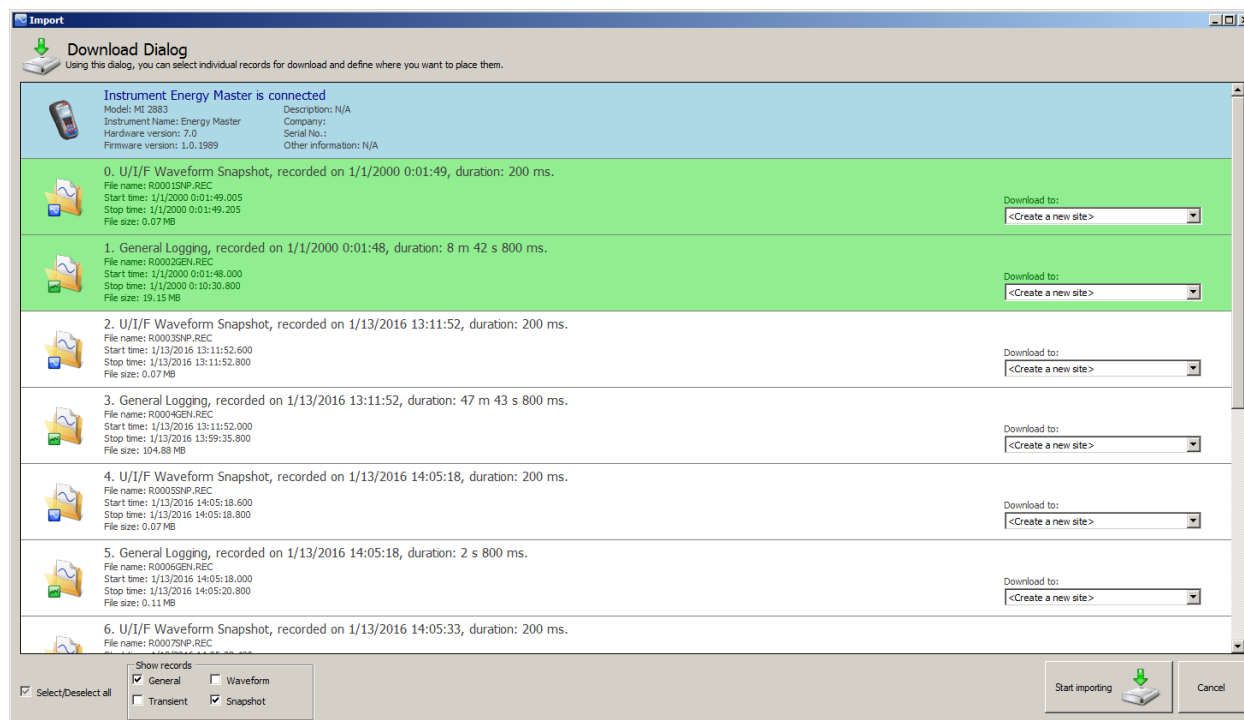 Import
Download Dialog
Using this dialog, you can select individual records for download and define where you want to place them.
Instrument Energy Master is connected
Model: MI 2883 Description: N/A
Instrument Name: Energy Master Company:
Hardware version: 7.0 Serial No.:
Firmware version: 1.0.1989 Other information: N/A
0. U/I/F Waveform Snapshot, recorded on 1/1/2000 0:01:49, duration: 200 ms.
File name: R0001SNP.REC
Start time: 1/1/2000 0:01:49.005
Stop time: 1/1/2000 0:01:49.205
File size: 0.07 MB
Download to:
<Create a new site>
1. General Logging, recorded on 1/1/2000 0:01:48, duration: 8 m 42 s 800 ms.
File name: R0002GEN.REC
Start time: 1/1/2000 0:01:48.000
Stop time: 1/1/2000 0:10:30.800
File size: 19.15 MB
Download to:
<Create a new site>
2. U/I/F Waveform Snapshot, recorded on 1/13/2016 13:11:52, duration: 200 ms.
File name: R0003SNP.REC
Start time: 1/13/2016 13:11:52.600
Stop time: 1/13/2016 13:11:52.800
File size: 0.07 MB
Download to:
<Create a new site>
3. General Logging, recorded on 1/13/2016 13:11:52, duration: 47 m 43 s 800 ms.
File name: R0004GEN.REC
Start time: 1/13/2016 13:11:52.000
Stop time: 1/13/2016 13:59:35.800
File size: 104.88 MB
Download to:
<Create a new site>
4. U/I/F Waveform Snapshot, recorded on 1/13/2016 14:05:18, duration: 200 ms.
File name: R0005SNP.REC
Start time: 1/13/2016 14:05:18.600
Stop time: 1/13/2016 14:05:18.800
File size: 0.07 MB
Download to:
<Create a new site>
5. General Logging, recorded on 1/13/2016 14:05:18, duration: 2 s 800 ms.
File name: R0006GEN.REC
Start time: 1/13/2016 14:05:18.000
Stop time: 1/13/2016 14:05:20.800
File size: 0.11 MB
Download to:
<Create a new site>
6. U/I/F Waveform Snapshot, recorded on 1/13/2016 14:05:33, duration: 200 ms.
File name: R0007SNP.REC
Select/Deselect all
Show records
General Waveform
Transient Snapshot
Start importing
Cancel